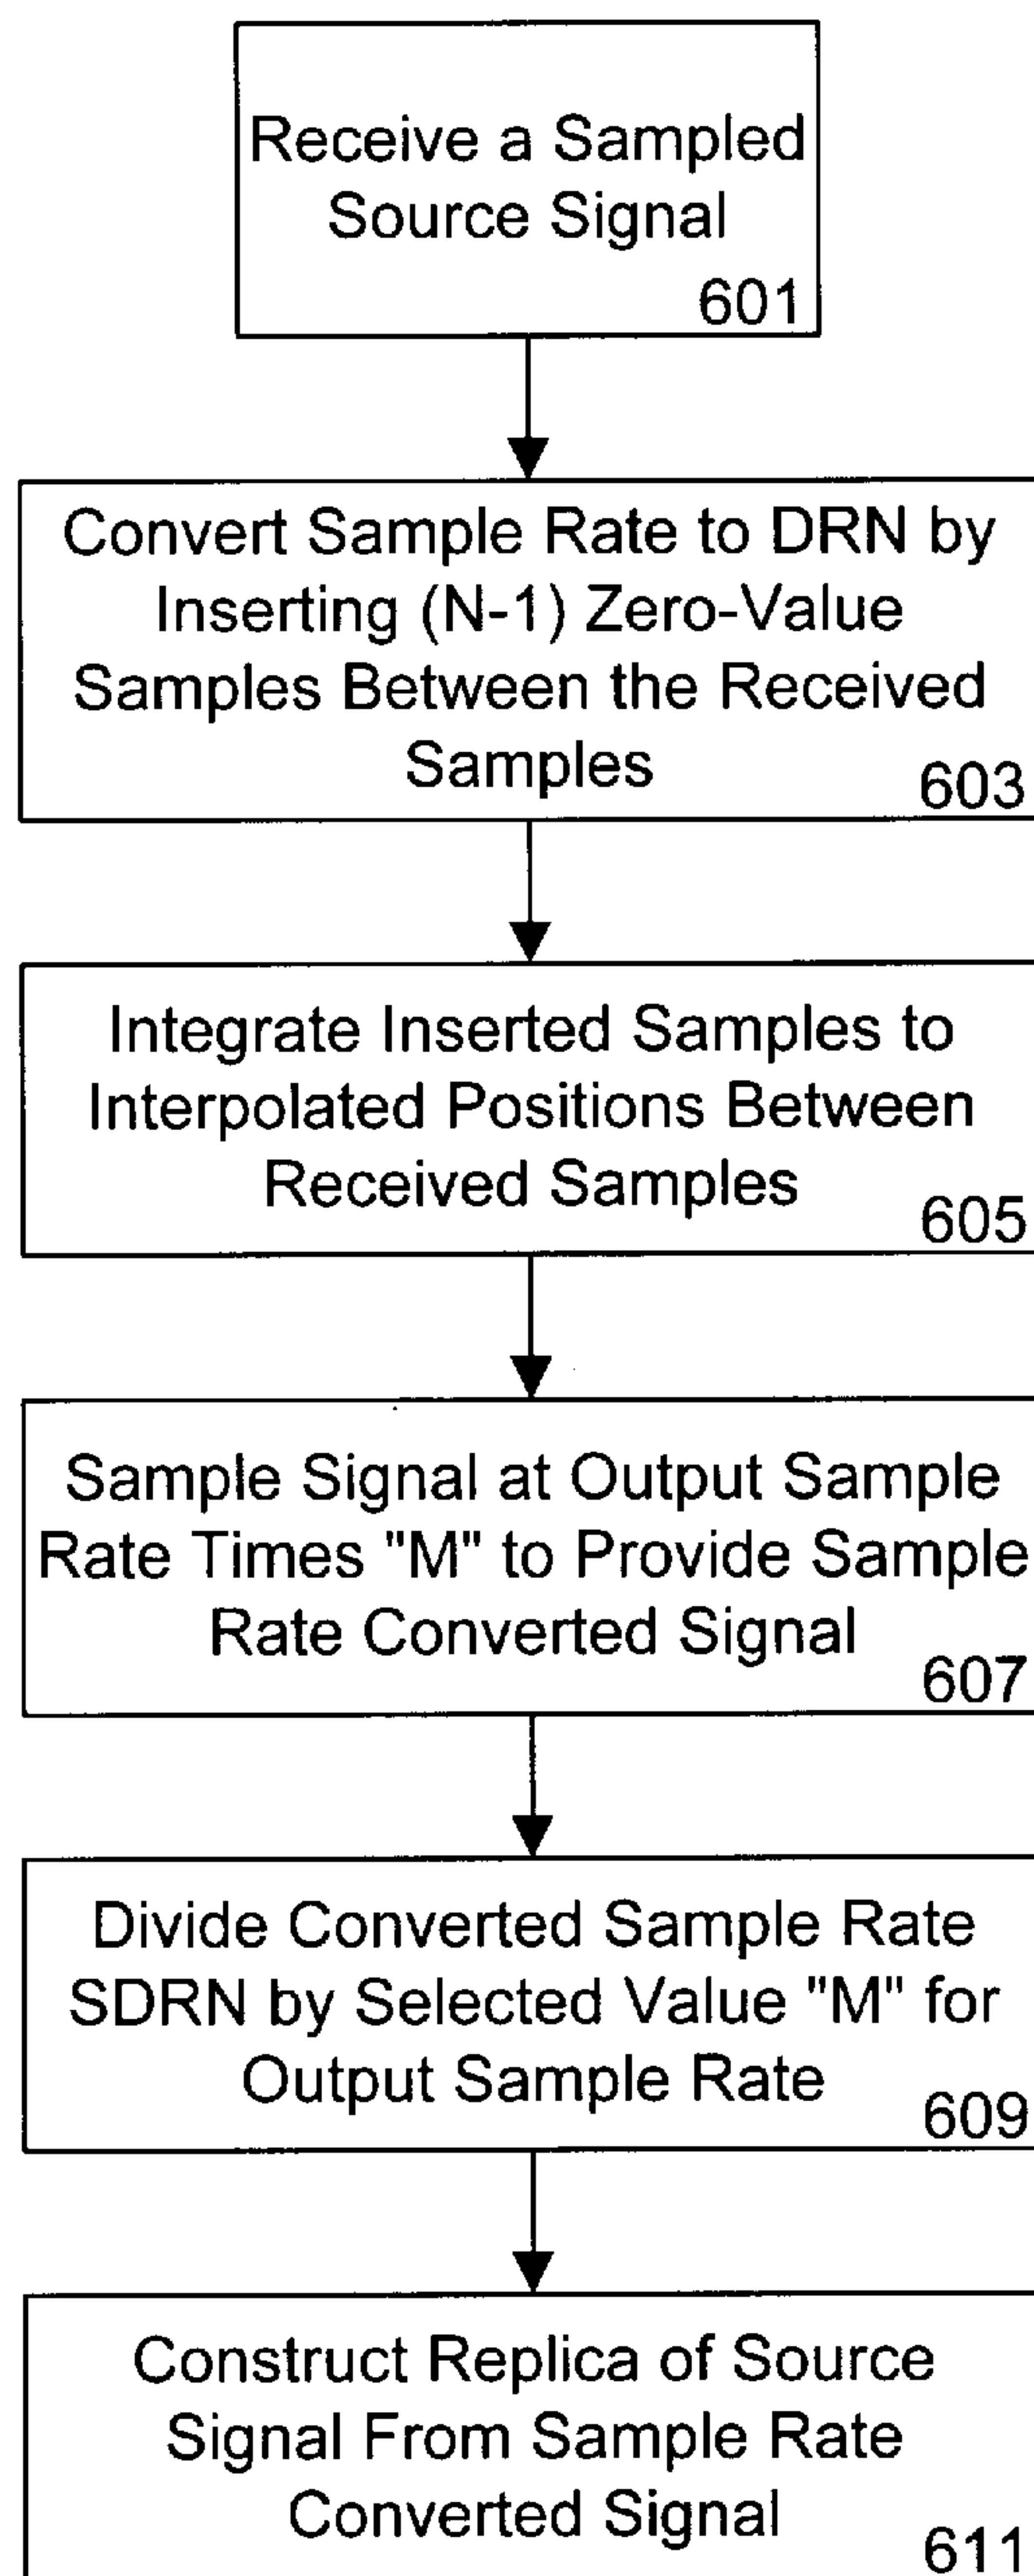 Receive a Sampled
Source Signal
601
Convert Sample Rate to DRN by
Inserting (N-1) Zero-Value
Samples Between the Received
Samples
603
Integrate Inserted Samples to
Interpolated Positions Between
Received Samples
605
Sample Signal at Output Sample
Rate Times "M" to Provide Sample
Rate Converted Signal
607
Divide Converted Sample Rate
SDRN by Selected Value "M" for
Output Sample Rate
609
Construct Replica of Source
Signal From Sample Rate
Converted Signal
611